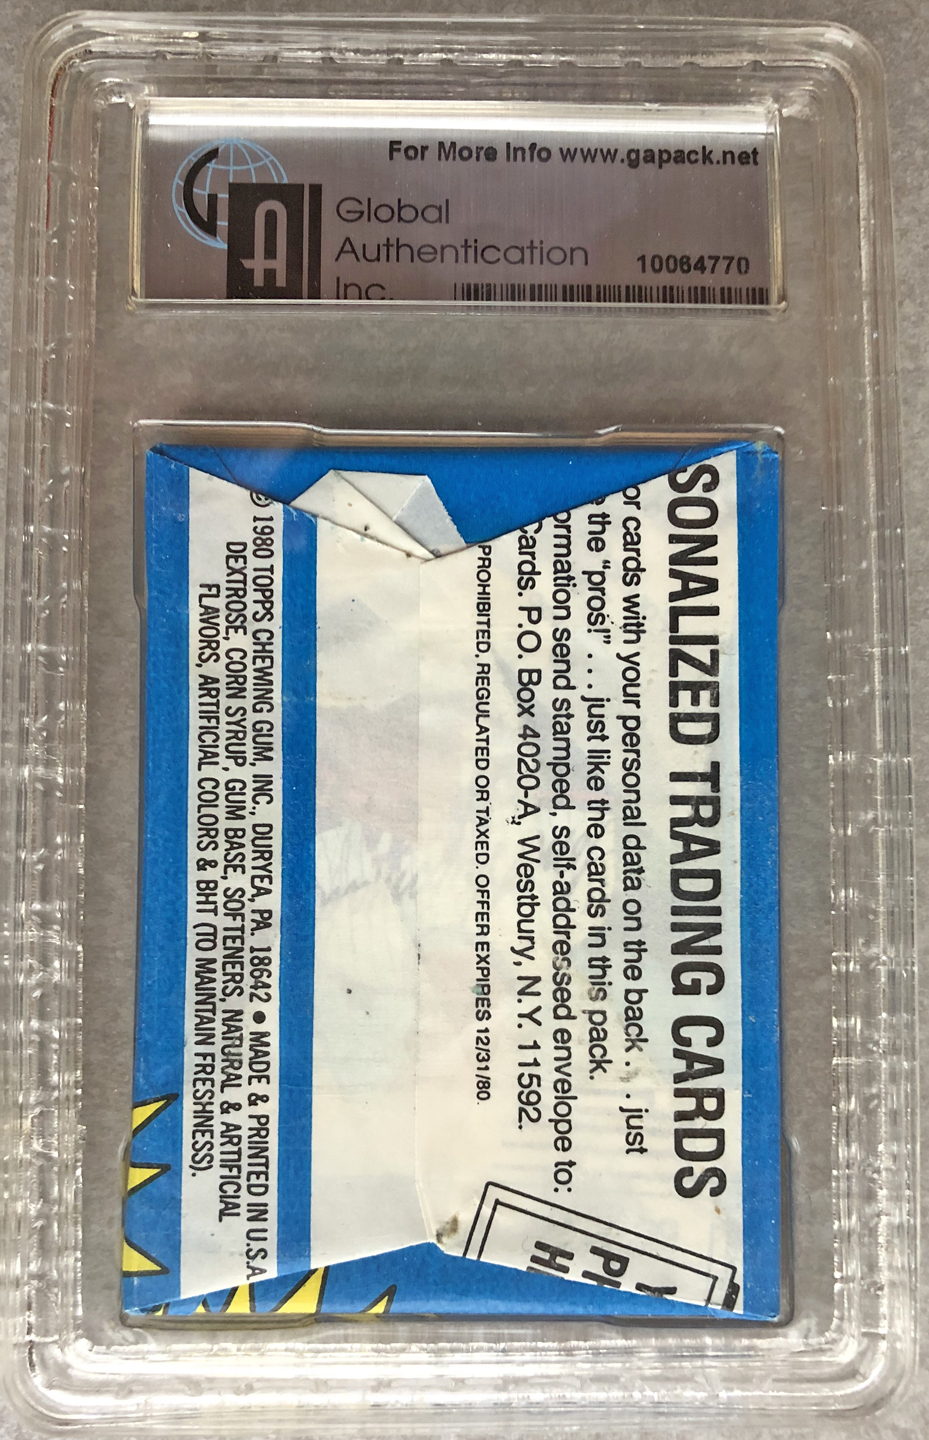 For More Info www.gapack.net
GA
Global
Authentication
Inc.
10064770
SONALIZED TRADING CARDS
or cards with your personal data on the back . . . just
the "pros!" . . . just like the cards in this pack.
ormation send stamped, self-addressed envelope to:
Cards. P.O. Box 4020-A, Westbury, N.Y. 11592.
PROHIBITED, REGULATED OR TAXED. OFFER EXPIRES 12/31/80.
© 1980 TOPPS CHEWING GUM, INC., DURYEA, PA. 18642 • MADE & PRINTED IN U.S.A.
DEXTROSE, CORN SYRUP, GUM BASE, SOFTENERS, NATURAL & ARTIFICIAL
FLAVORS, ARTIFICIAL COLORS & BHT (TO MAINTAIN FRESHNESS).